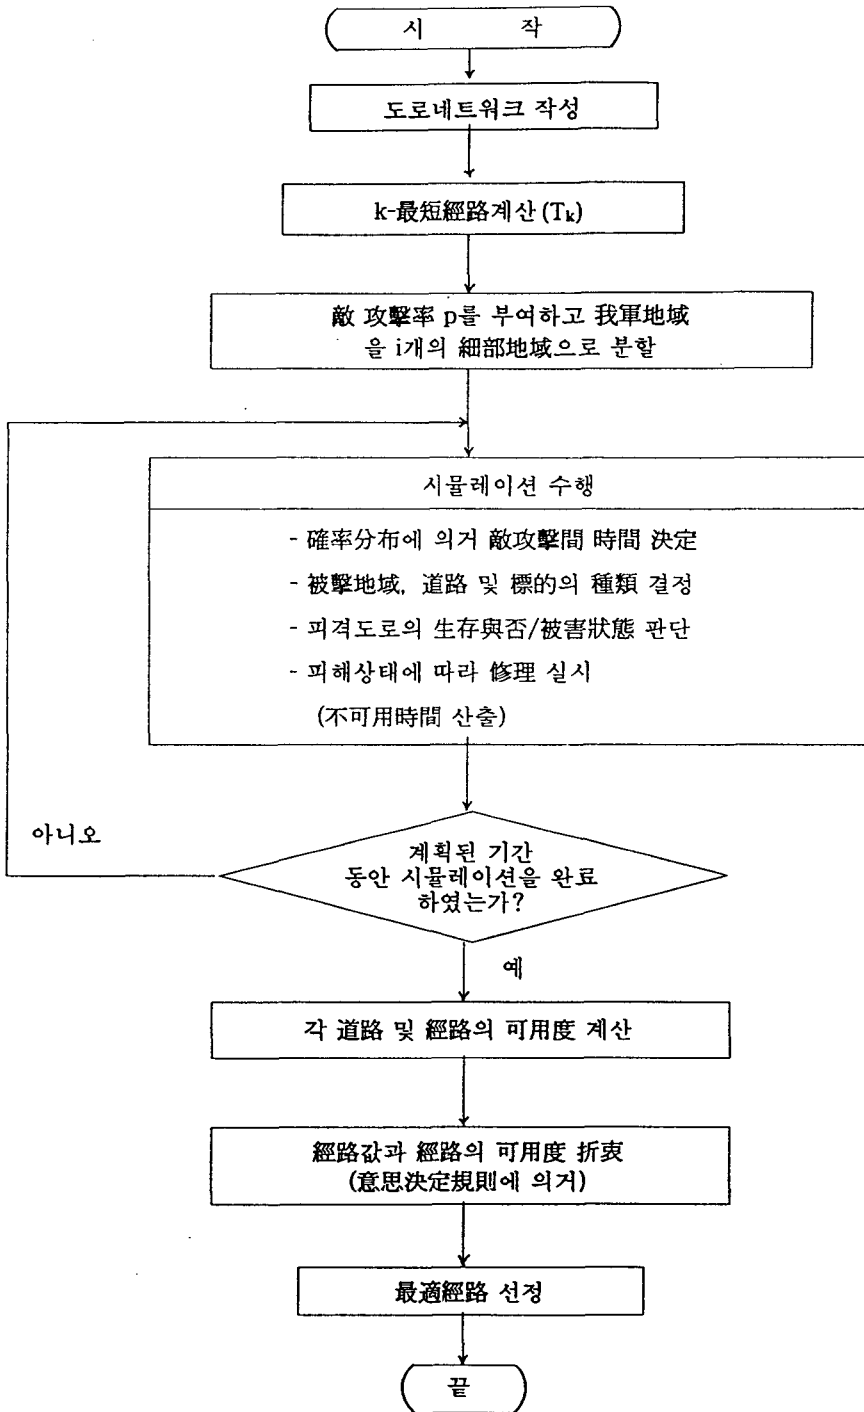 시 작
도로네트워크 작성
k-最短經路계산(Tk)
敵 攻擊率 p를 부여하고 我軍地域
을 i개의 細部地域으로 분할
시뮬레이션 수행
- 確率分布에 의거 敵攻擊間 時間 決定
- 被擊地域, 道路 및 標的의 種類 결정
- 피격도로의 生存與否/被害狀態 판단
- 피해상태에 따라 修理 실시
(不可用時間 산출)
아니오
계획된 기간
동안 시뮬레이션을 완료
하였는가?
예
각 道路 및 經路의 可用度 계산
經路값과 經路의 可用度 折衷
(意思決定規則에 의거)
最適經路 선정
끝